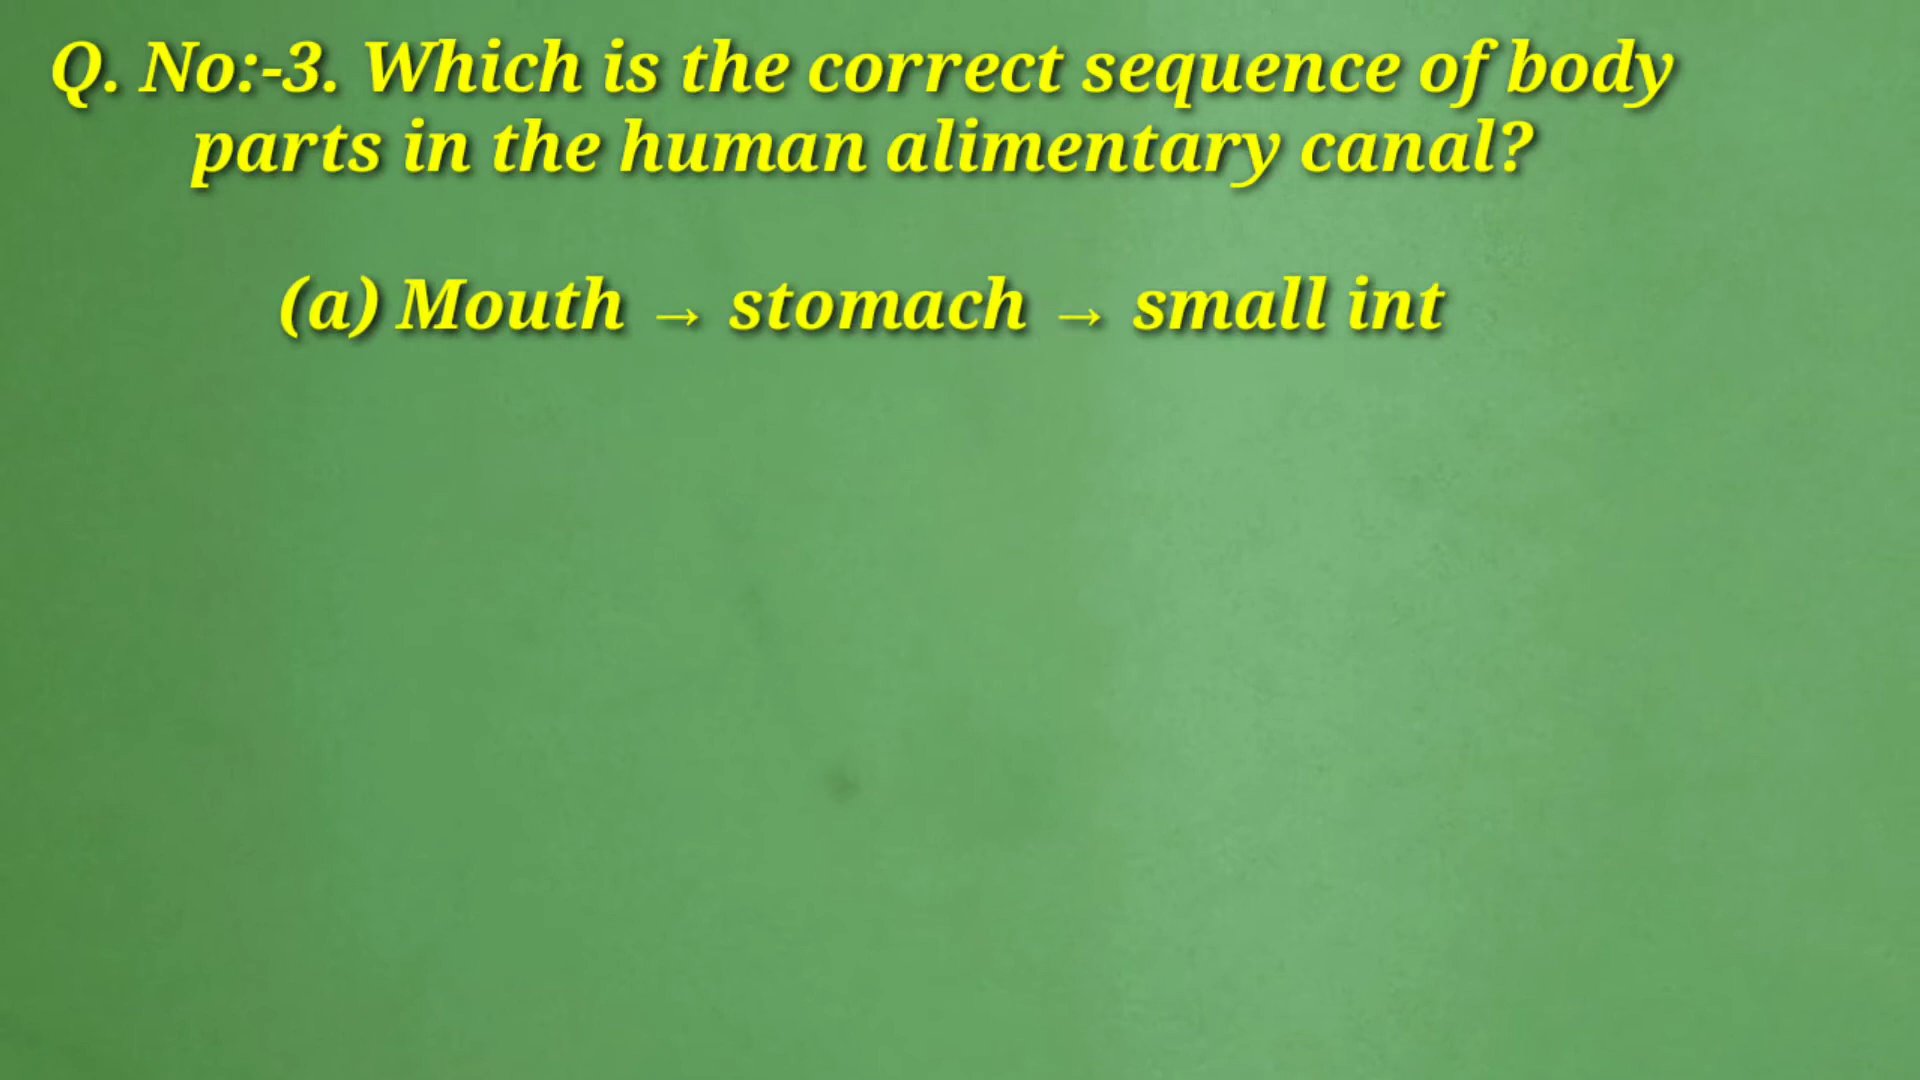 Q. No:-3. Which is the correct sequence of body
parts in the human alimentary canal?
(a) Mouth → stomach → small int